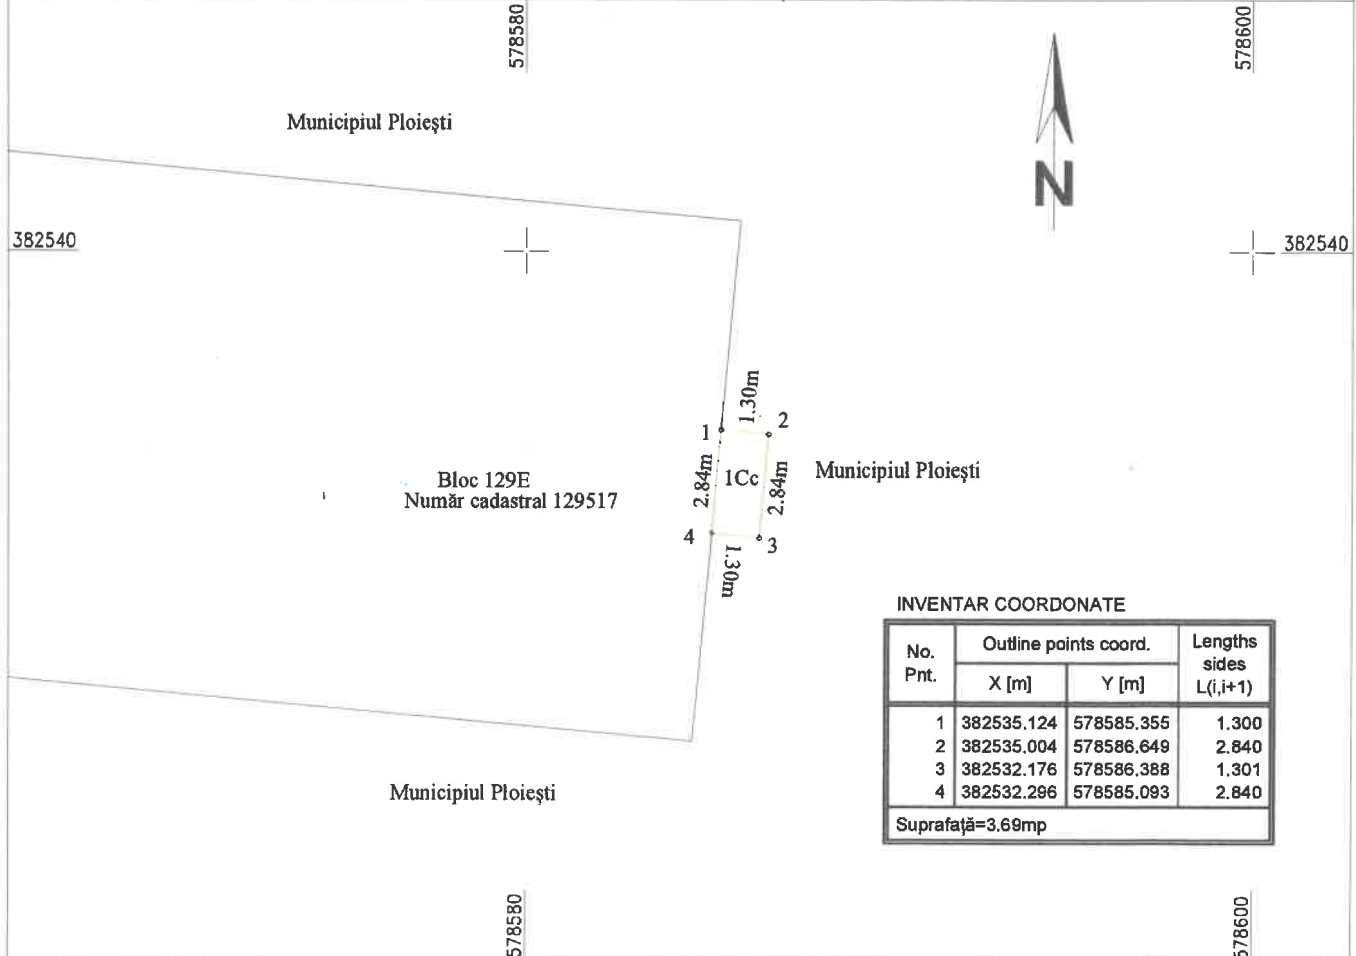 578580
578600
Municipiul Ploiești
N
382540
382540
1.30m
1
2
2.84m
1Cc
2.84m
Municipiul Ploiești
Bloc 129E
Număr cadastral 129517
4
3
1.30m
INVENTAR COORDONATE
No. Pnt.
Outline points coord.
Lengths sides L(i,i+1)
X [m]
Y [m]
1 382535.124 578585.355 1.300
2 382535.004 578586.649 2.840
3 382532.176 578586.388 1.301
4 382532.296 578585.093 2.840
Suprafață=3.69mp
Municipiul Ploiești
578580
578600